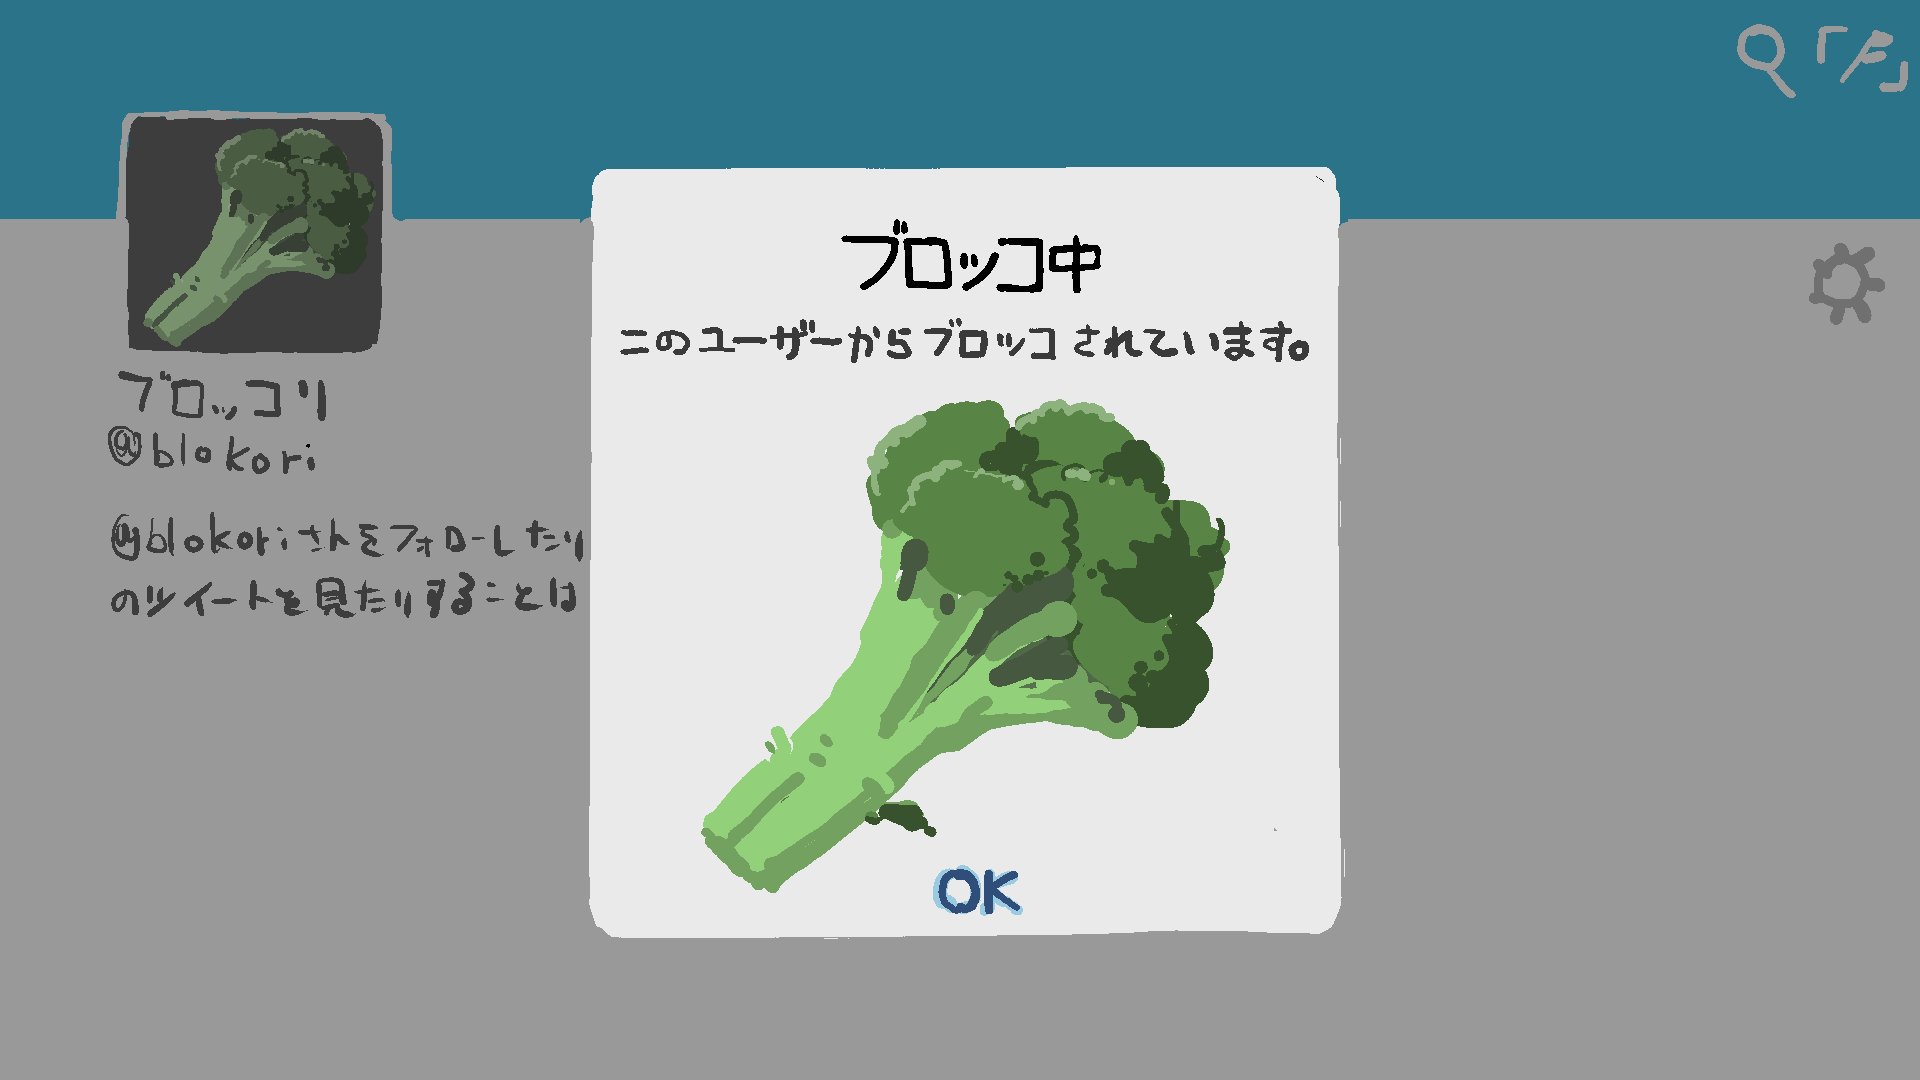 ブロッコ中
このユーザーからブロッコされています。
OK
ブロッコリ
@blokori
@blokoriさんをフォローしたり
のツイートを見たりすることは